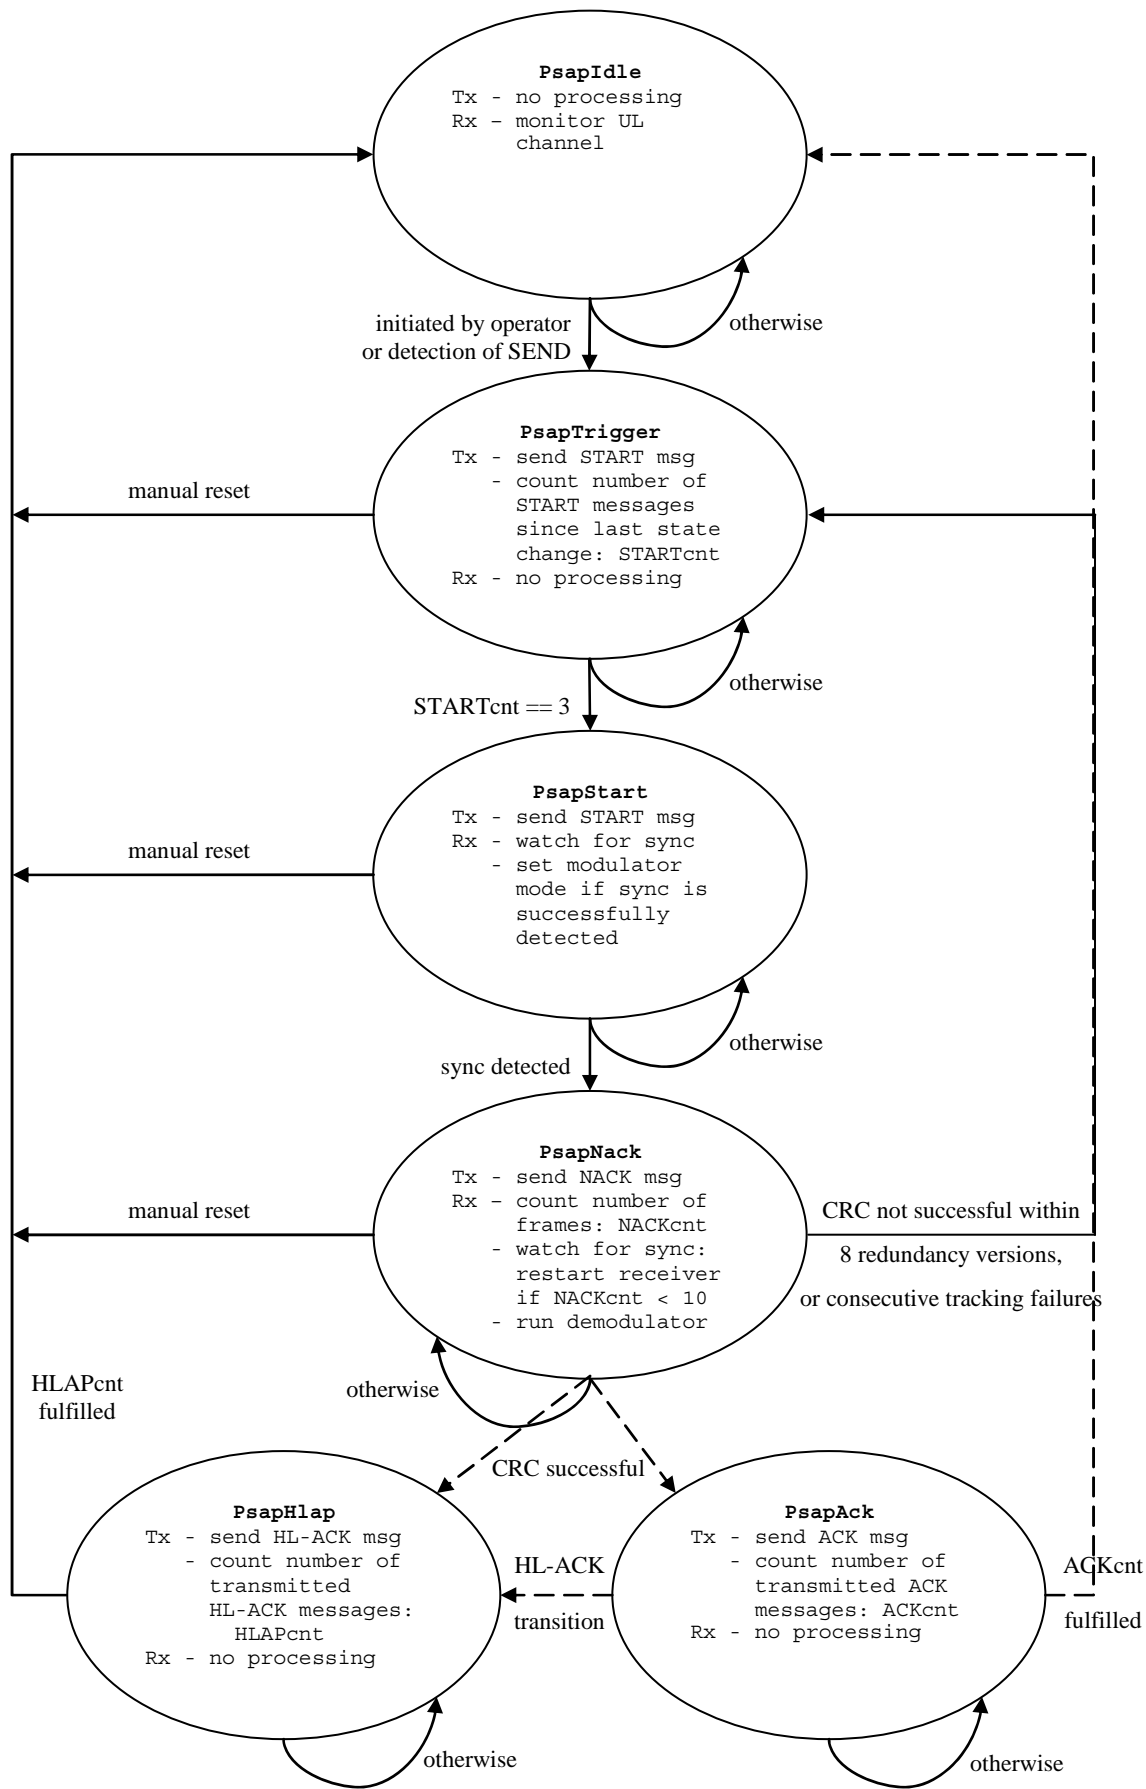 PsapIdle
Tx - no processing
Rx – monitor UL
channel
otherwise
initiated by operator
or detection of SEND
PsapTrigger
Tx - send START msg
- count number of
START messages
since last state
change: STARTcnt
Rx - no processing
manual reset
otherwise
STARTcnt == 3
PsapStart
Tx - send START msg
Rx - watch for sync
- set modulator
mode if sync is
successfully
detected
manual reset
otherwise
sync detected
PsapNack
Tx - send NACK msg
Rx – count number of
frames: NACKcnt
- watch for sync:
restart receiver
if NACKcnt < 10
- run demodulator
manual reset
CRC not successful within
8 redundancy versions,
or consecutive tracking failures
HLAPcnt
fulfilled
otherwise
CRC successful
PsapHlap
Tx - send HL-ACK msg
- count number of
transmitted
HL-ACK messages:
HLAPcnt
Rx - no processing
otherwise
HL-ACK
transition
PsapAck
Tx - send ACK msg
- count number of
transmitted ACK
messages: ACKcnt
Rx - no processing
otherwise
ACKcnt
fulfilled